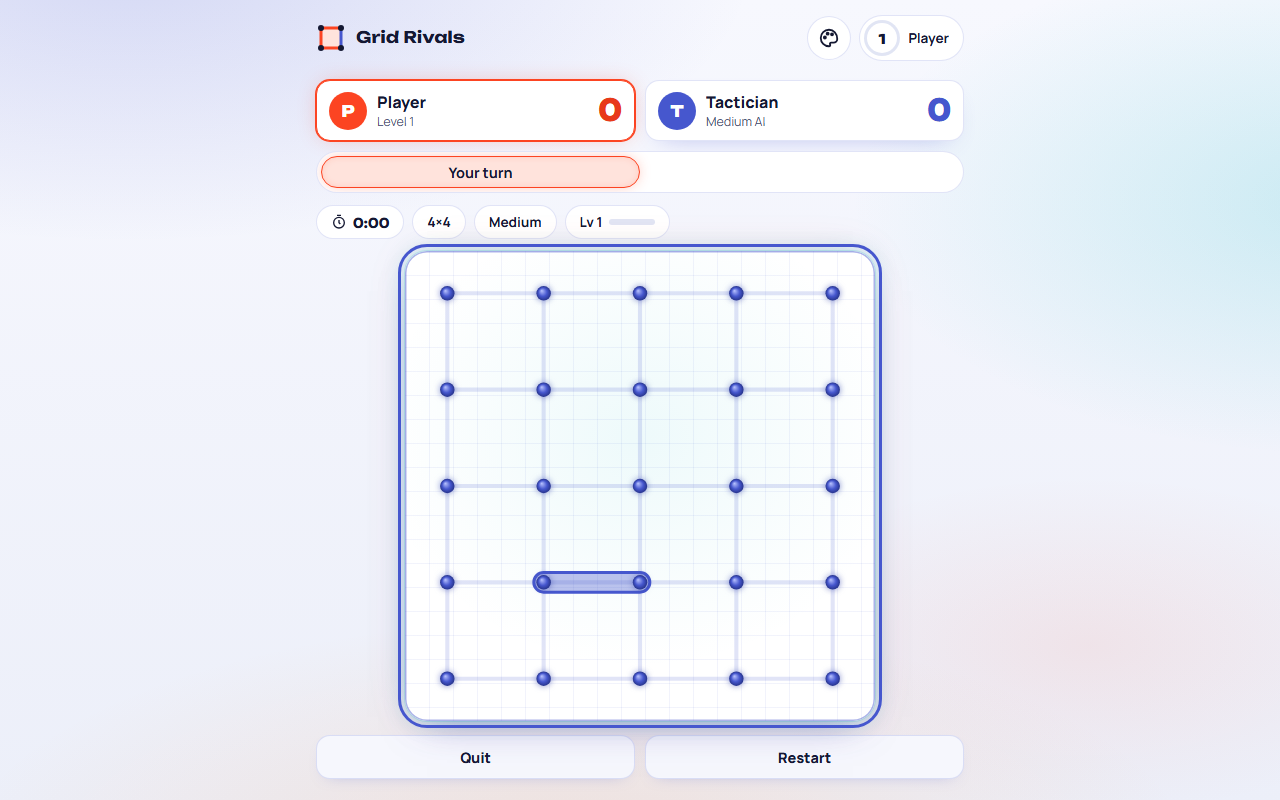 Grid Rivals
1 Player
P Player 0
Level 1
T Tactician 0
Medium AI
Your turn
0:00 4×4 Medium Lv 1
Quit Restart